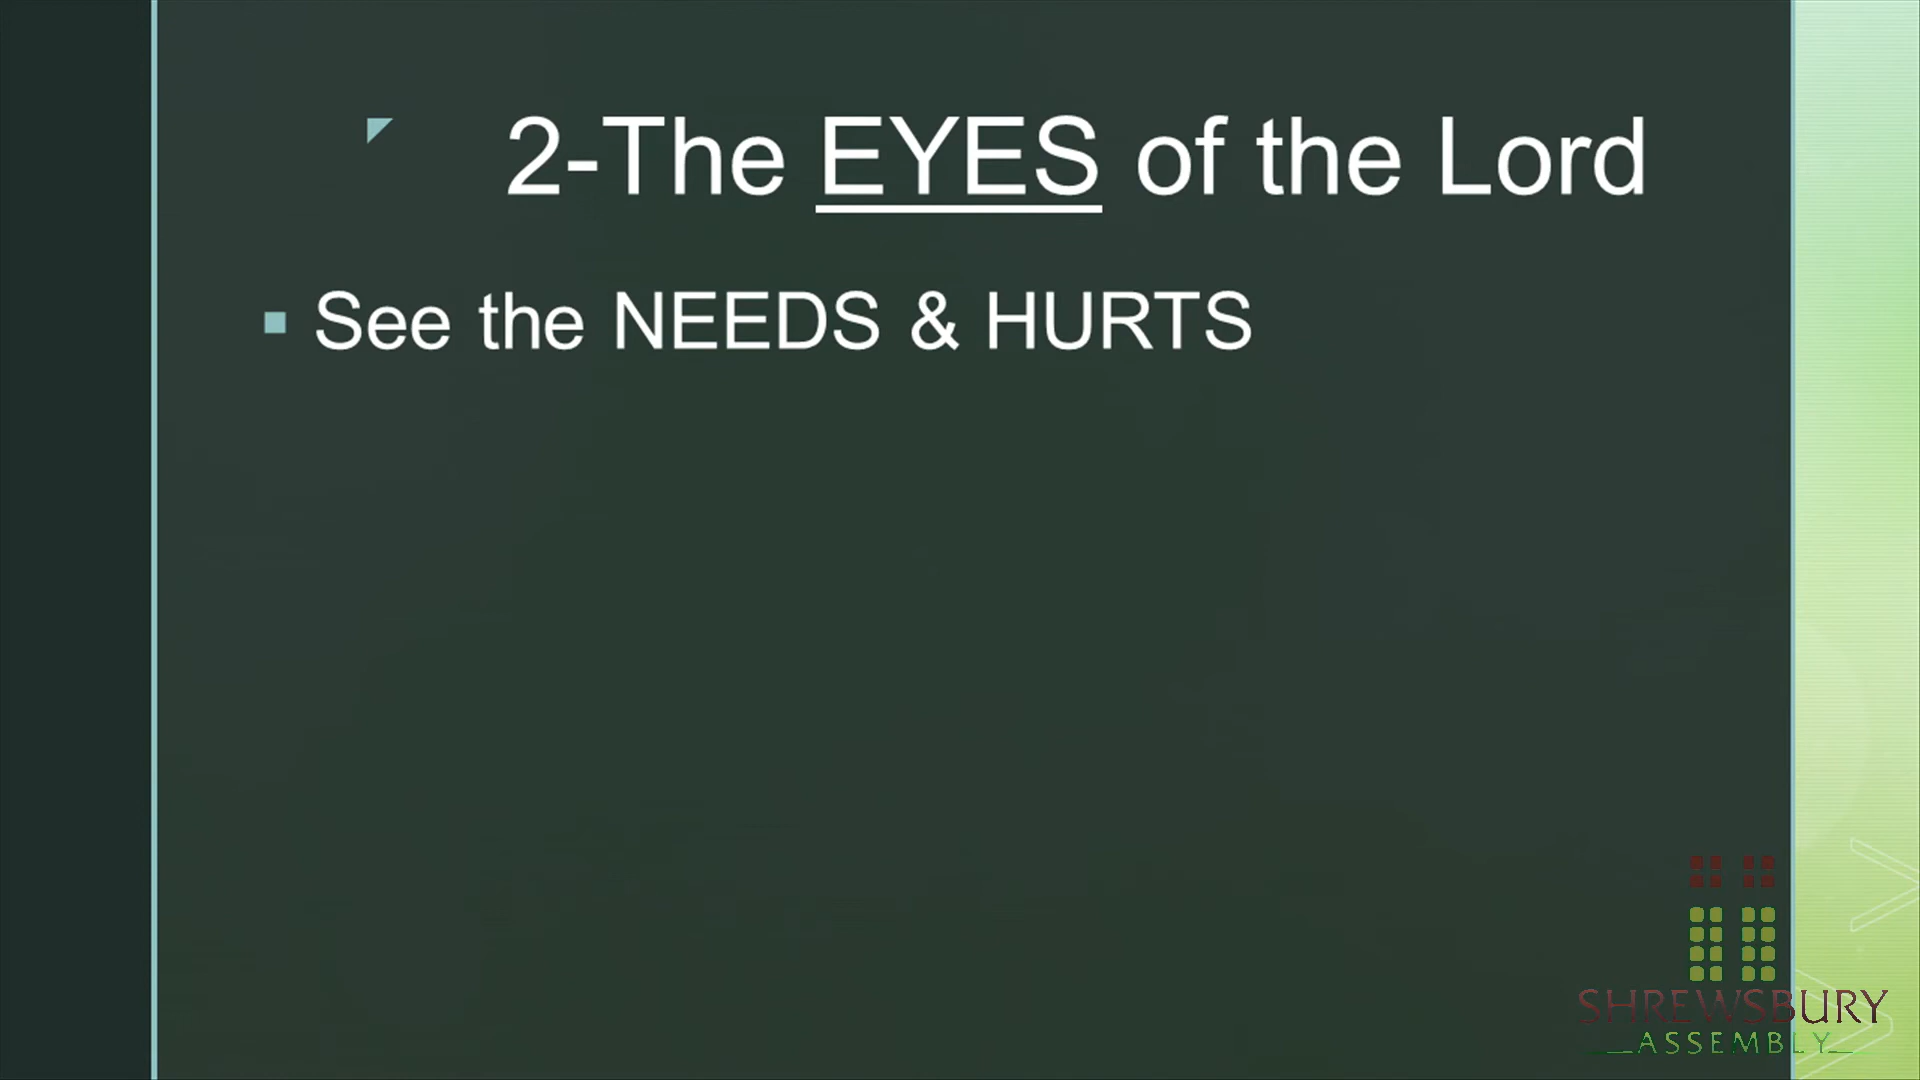 2-The EYES of the Lord
See the NEEDS & HURTS
SHREWSBURY
ASSEMBLY